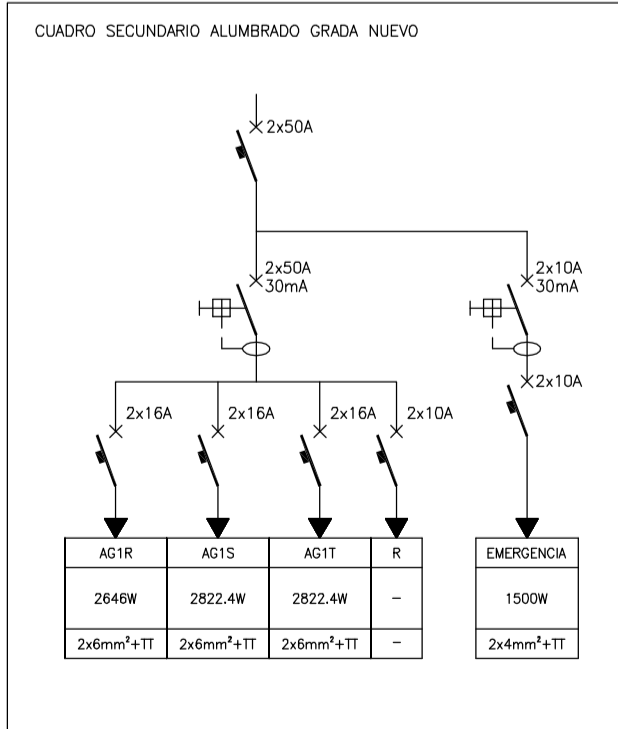 CUADRO SECUNDARIO ALUMBRADO GRADA NUEVO
2x50A
2x50A
30mA
2x10A
30mA
2x10A
2x16A 2x16A 2x16A 2x10A
AG1R AG1S AG1T R EMERGENCIA
2646W 2822.4W 2822.4W - 1500W
2x6mm²+TT 2x6mm²+TT 2x6mm²+TT - 2x4mm²+TT